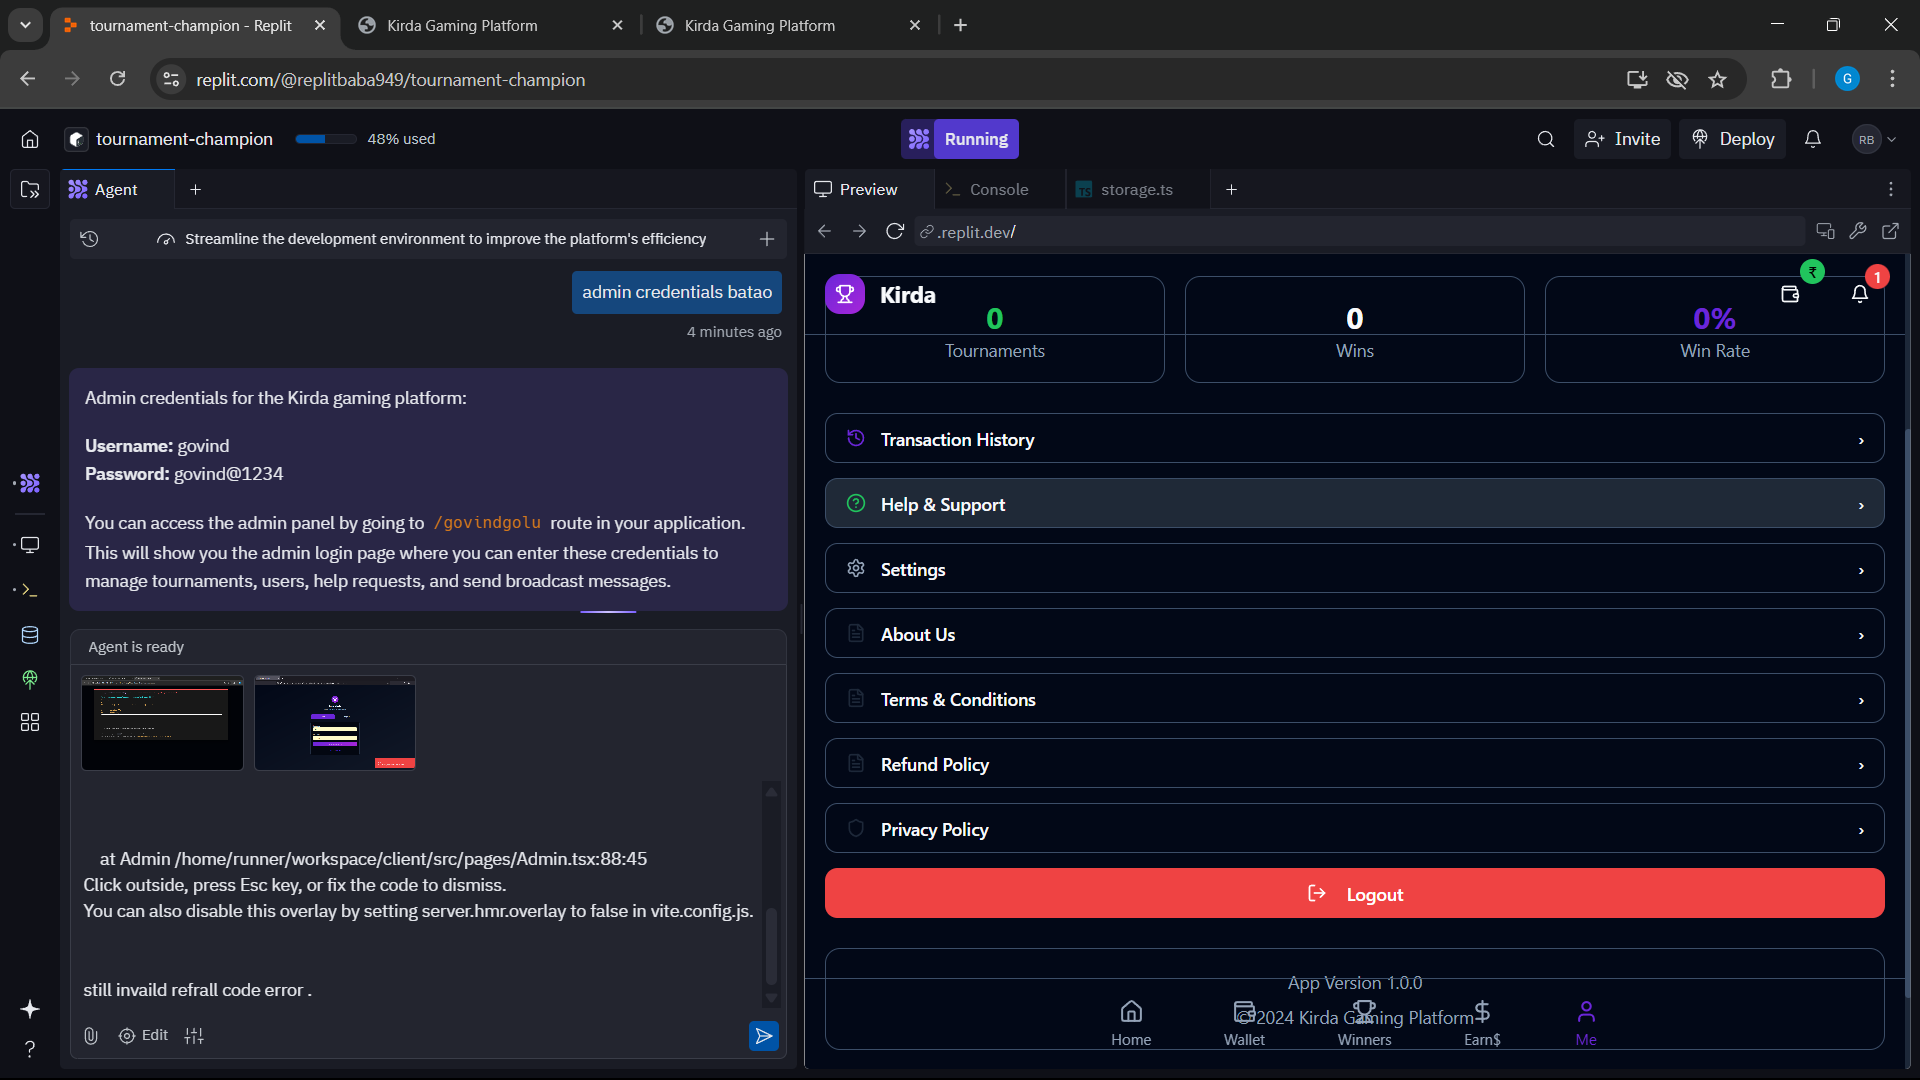 tournament-champion - Replit
Kirda Gaming Platform
Kirda Gaming Platform
replit.com/@replitbaba949/tournament-champion
G
tournament-champion
48% used
Running
Invite
Deploy
RB
Agent
Preview
Console
TS storage.ts
Streamline the development environment to improve the platform's efficiency
.replit.dev/
admin credentials batao
4 minutes ago
Admin credentials for the Kirda gaming platform:
Username: govind
Password: govind@1234
You can access the admin panel by going to /govindgolu route in your application.
This will show you the admin login page where you can enter these credentials to
manage tournaments, users, help requests, and send broadcast messages.
Agent is ready
at Admin /home/runner/workspace/client/src/pages/Admin.tsx:88:45
Click outside, press Esc key, or fix the code to dismiss.
You can also disable this overlay by setting server.hmr.overlay to false in vite.config.js.
still invaild refrall code error .
Edit
Kirda
₹
1
0
Tournaments
0
Wins
0%
Win Rate
Transaction History
Help & Support
Settings
About Us
Terms & Conditions
Refund Policy
Privacy Policy
Logout
App Version 1.0.0
© 2024 Kirda Gaming Platform
Home
Wallet
Winners
Earn$
Me